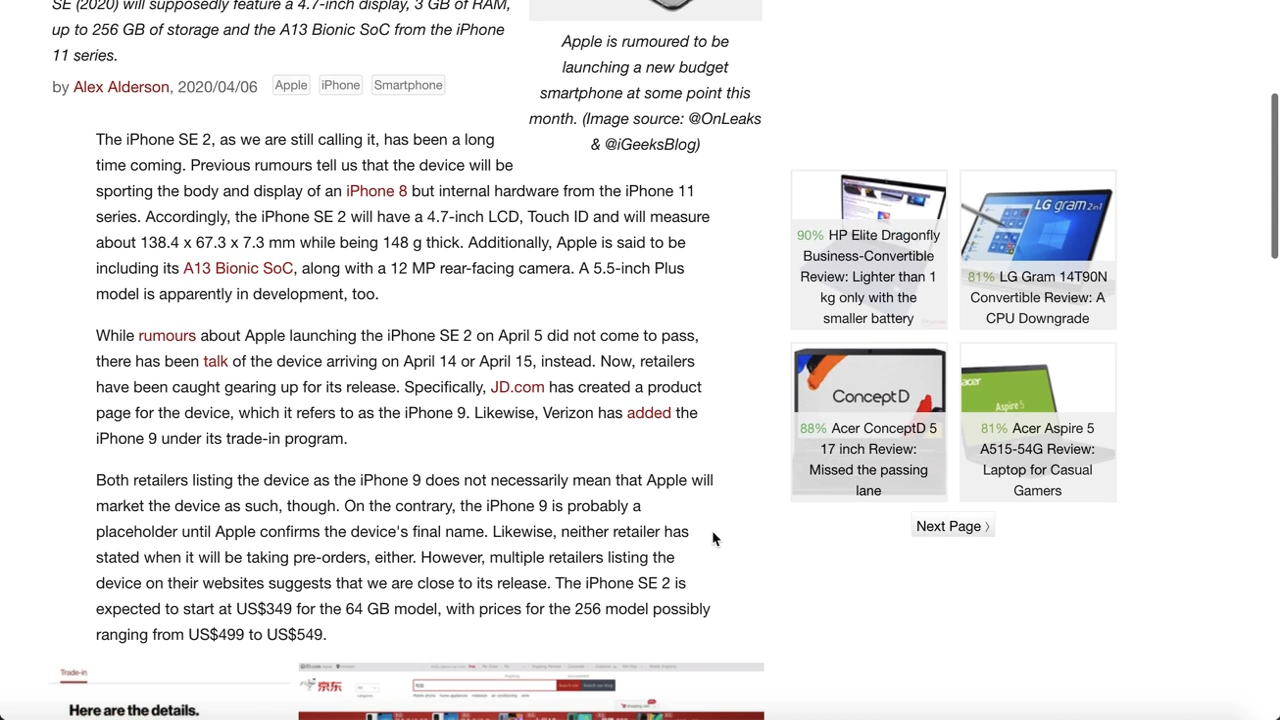 SE (2020) will supposedly feature a 4.7-inch display, 3 GB of RAM,
up to 256 GB of storage and the A13 Bionic SoC from the iPhone
11 series.
by Alex Alderson, 2020/04/06 Apple iPhone Smartphone
Apple is rumoured to be
launching a new budget
smartphone at some point this
month. (Image source: @OnLeaks
& @iGeeksBlog)
The iPhone SE 2, as we are still calling it, has been a long
time coming. Previous rumours tell us that the device will be
sporting the body and display of an iPhone 8 but internal hardware from the iPhone 11
series. Accordingly, the iPhone SE 2 will have a 4.7-inch LCD, Touch ID and will measure
about 138.4 x 67.3 x 7.3 mm while being 148 g thick. Additionally, Apple is said to be
including its A13 Bionic SoC, along with a 12 MP rear-facing camera. A 5.5-inch Plus
model is apparently in development, too.
While rumours about Apple launching the iPhone SE 2 on April 5 did not come to pass,
there has been talk of the device arriving on April 14 or April 15, instead. Now, retailers
have been caught gearing up for its release. Specifically, JD.com has created a product
page for the device, which it refers to as the iPhone 9. Likewise, Verizon has added the
iPhone 9 under its trade-in program.
Both retailers listing the device as the iPhone 9 does not necessarily mean that Apple will
market the device as such, though. On the contrary, the iPhone 9 is probably a
placeholder until Apple confirms the device's final name. Likewise, neither retailer has
stated when it will be taking pre-orders, either. However, multiple retailers listing the
device on their websites suggests that we are close to its release. The iPhone SE 2 is
expected to start at US$349 for the 64 GB model, with prices for the 256 model possibly
ranging from US$499 to US$549.
Trade-in
Here are the details.
京东
90% HP Elite Dragonfly
Business-Convertible
Review: Lighter than 1
kg only with the
smaller battery
LG gram 2in1
81% LG Gram 14T90N
Convertible Review: A
CPU Downgrade
ConceptD
88% Acer ConceptD 5
17 inch Review:
Missed the passing
lane
acer
Aspire 5
81% Acer Aspire 5
A515-54G Review:
Laptop for Casual
Gamers
Next Page 〉